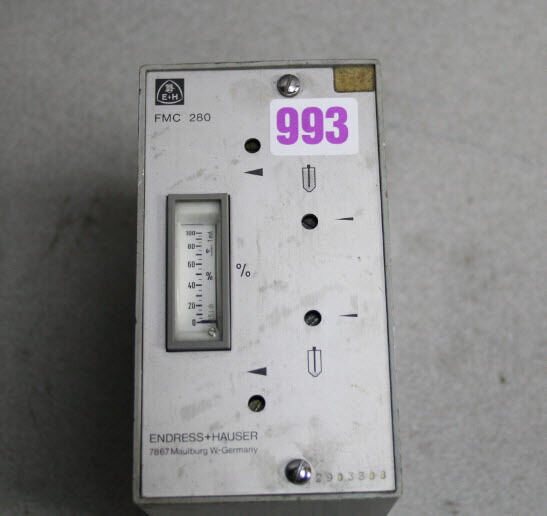 E+H
FMC 280
993
100
80
60
%
40
20
0
%
ENDRESS+HAUSER
7867 Maulburg W-Germany